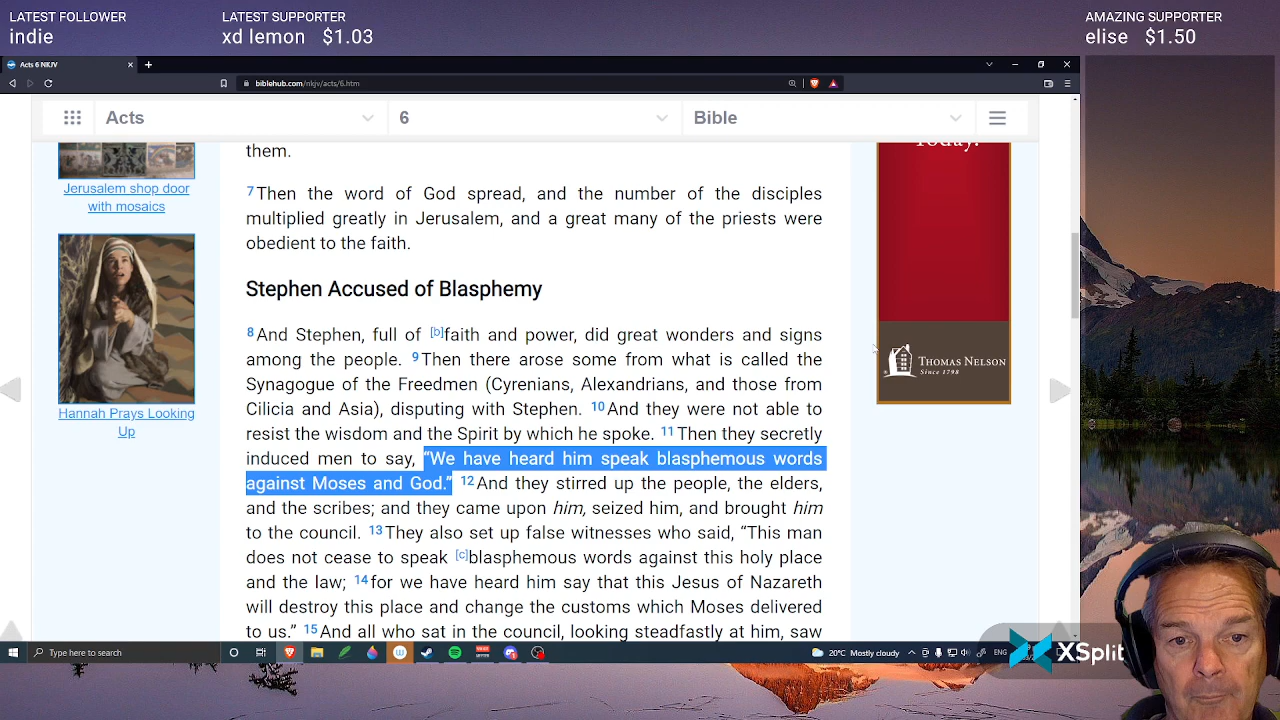 LATEST FOLLOWER
indie
LATEST SUPPORTER
xd lemon $1.03
AMAZING SUPPORTER
elise $1.50
Acts 6 NKJV
biblehub.com/nkjv/acts/6.htm
Acts
6
Bible
Jerusalem shop door
with mosaics
Hannah Prays Looking
Up
them.
7Then the word of God spread, and the number of the disciples
multiplied greatly in Jerusalem, and a great many of the priests were
obedient to the faith.
Stephen Accused of Blasphemy
8And Stephen, full of [b]faith and power, did great wonders and signs
among the people. 9Then there arose some from what is called the
Synagogue of the Freedmen (Cyrenians, Alexandrians, and those from
Cilicia and Asia), disputing with Stephen. 10And they were not able to
resist the wisdom and the Spirit by which he spoke. 11Then they secretly
induced men to say, “We have heard him speak blasphemous words
against Moses and God.” 12And they stirred up the people, the elders,
and the scribes; and they came upon him, seized him, and brought him
to the council. 13They also set up false witnesses who said, “This man
does not cease to speak [c]blasphemous words against this holy place
and the law; 14for we have heard him say that this Jesus of Nazareth
will destroy this place and change the customs which Moses delivered
to us.” 15And all who sat in the council, looking steadfastly at him, saw
Today.
THOMAS NELSON
Since 1798
Type here to search
20°C Mostly cloudy
ENG
XSplit